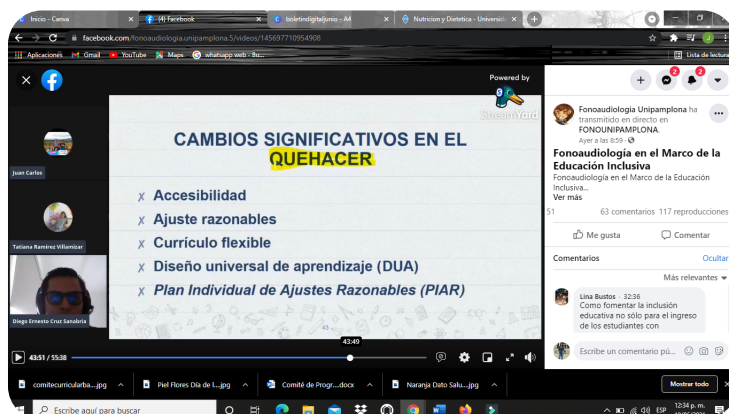 Inicio - Canva
(4) Facebook
boletindigitaljunio - A4
Nutricion y Dietetica - Universid
facebook.com/fonoaudiologia.unipamplona.5/videos/145697710954908
Aplicaciones
Gmail
YouTube
Maps
whatsapp web - Bu...
Lista de lectura
Powered by
StreamYard
CAMBIOS SIGNIFICATIVOS EN EL
QUEHACER
Accesibilidad
Ajuste razonables
Currículo flexible
Diseño universal de aprendizaje (DUA)
Plan Individual de Ajustes Razonables (PIAR)
43
Juan Carlos
Tatiana Ramirez Villamizar
Diego Ernesto Cruz Sanabria
43:49
43:51 / 55:38
2
2
Fonoaudiologia Unipamplona ha
transmitido en directo en
FONOUNIPAMPLONA.
Ayer a las 8:59 ·
Fonoaudiología en el Marco de la
Educación Inclusiva
Fonoaudiología en el Marco de la Educación
Inclusiva...
Ver más
51
63 comentarios 117 reproducciones
Me gusta
Comentar
Comentarios
Ocultar
Más relevantes
Lina Bustos · 32:36
Como fomentar la inclusión
educativa no sólo para el ingreso
de los estudiantes con
Escribe un comentario pú...
comitecurricularba....jpg
Piel Flores Día de l....jpg
Comité de Progr....docx
Naranja Dato Salu....jpg
Mostrar todo
Escribe aquí para buscar
ESP
12:34 p. m.